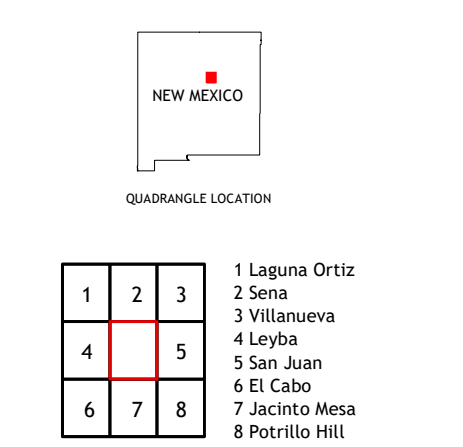 NEW MEXICO
QUADRANGLE LOCATION
1 2 3
4 5
6 7 8
1 Laguna Ortiz
2 Sena
3 Villanueva
4 Leyba
5 San Juan
6 El Cabo
7 Jacinto Mesa
8 Potrillo Hill